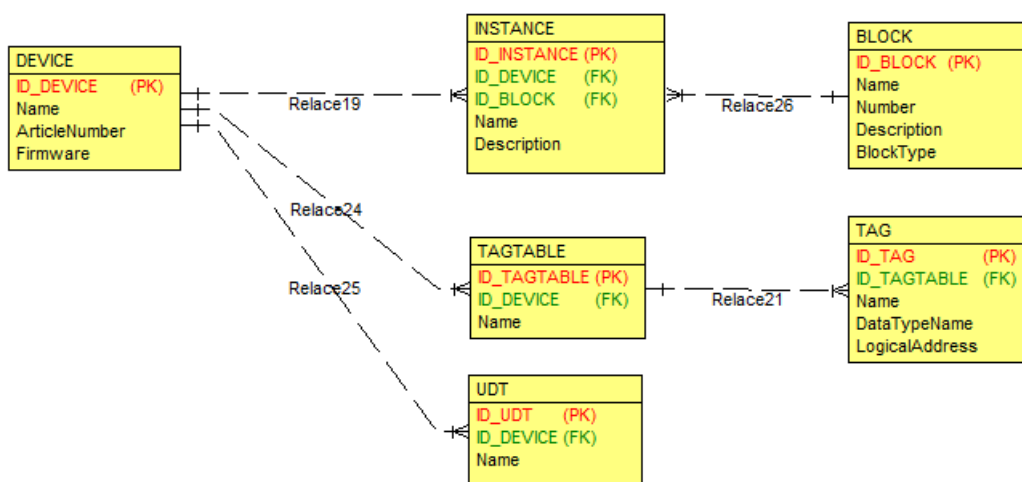 DEVICE
ID_DEVICE (PK)
Name
ArticleNumber
Firmware
Relace19
INSTANCE
ID_INSTANCE (PK)
ID_DEVICE (FK)
ID_BLOCK (FK)
Name
Description
Relace26
BLOCK
ID_BLOCK (PK)
Name
Number
Description
BlockType
Relace24
TAGTABLE
ID_TAGTABLE (PK)
ID_DEVICE (FK)
Name
Relace21
TAG
ID_TAG (PK)
ID_TAGTABLE (FK)
Name
DataTypeName
LogicalAddress
Relace25
UDT
ID_UDT (PK)
ID_DEVICE (FK)
Name